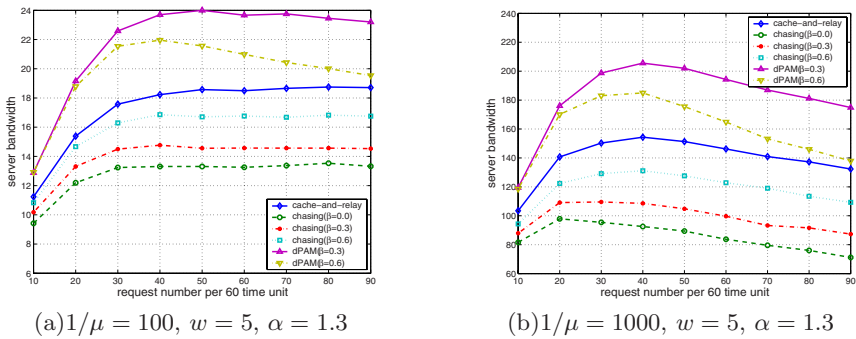 24
22
20
18
16
14
12
10
8
6
server bandwidth
10 20 30 40 50 60 70 80 90
request number per 60 time unit
cache-and-relay
chasing(β=0.0)
chasing(β=0.3)
chasing(β=0.6)
dPAM(β=0.3)
dPAM(β=0.6)
(a)1/μ = 100, w = 5, α = 1.3
240
220
200
180
160
140
120
100
80
60
server bandwidth
10 20 30 40 50 60 70 80 90
request number per 60 time unit
cache-and-relay
chasing(β=0.0)
chasing(β=0.3)
chasing(β=0.6)
dPAM(β=0.3)
dPAM(β=0.6)
(b)1/μ = 1000, w = 5, α = 1.3